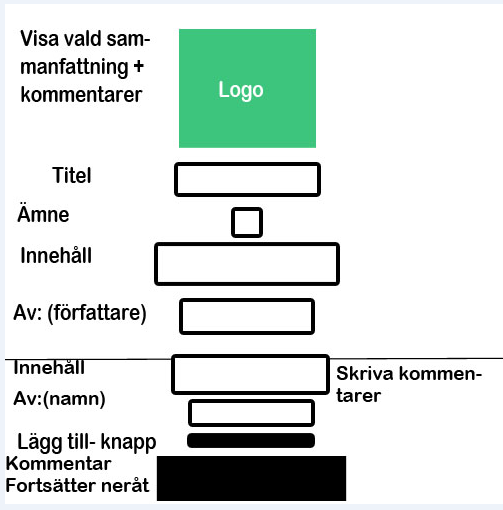 Visa vald sam-
manfattning +
kommentarer
Logo
Titel
Ämne
Innehåll
Av: (författare)
Innehåll
Skriva kommen-
tarer
Av:(namn)
Lägg till- knapp
Kommentar
Fortsätter neråt